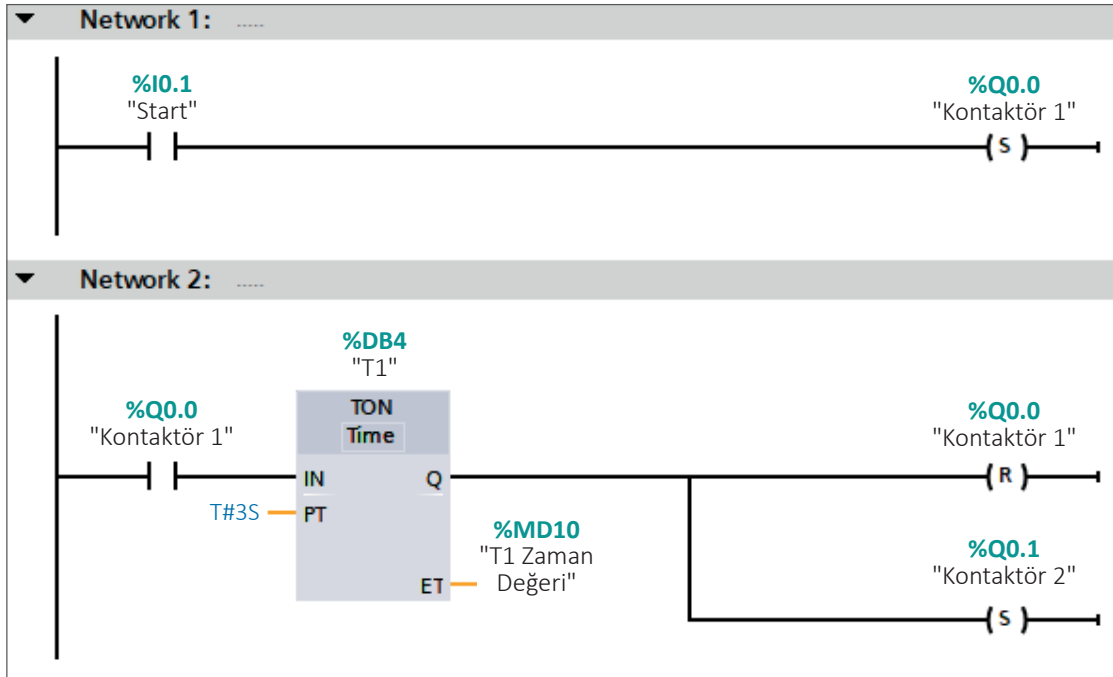 Network 1: .....
%I0.1
"Start"
%Q0.0
"Kontaktör 1"
S
Network 2: .....
%DB4
"T1"
TON
Time
%Q0.0
"Kontaktör 1"
IN
Q
T#3S
PT
%MD10
"T1 Zaman
Değeri"
ET
%Q0.0
"Kontaktör 1"
R
%Q0.1
"Kontaktör 2"
S